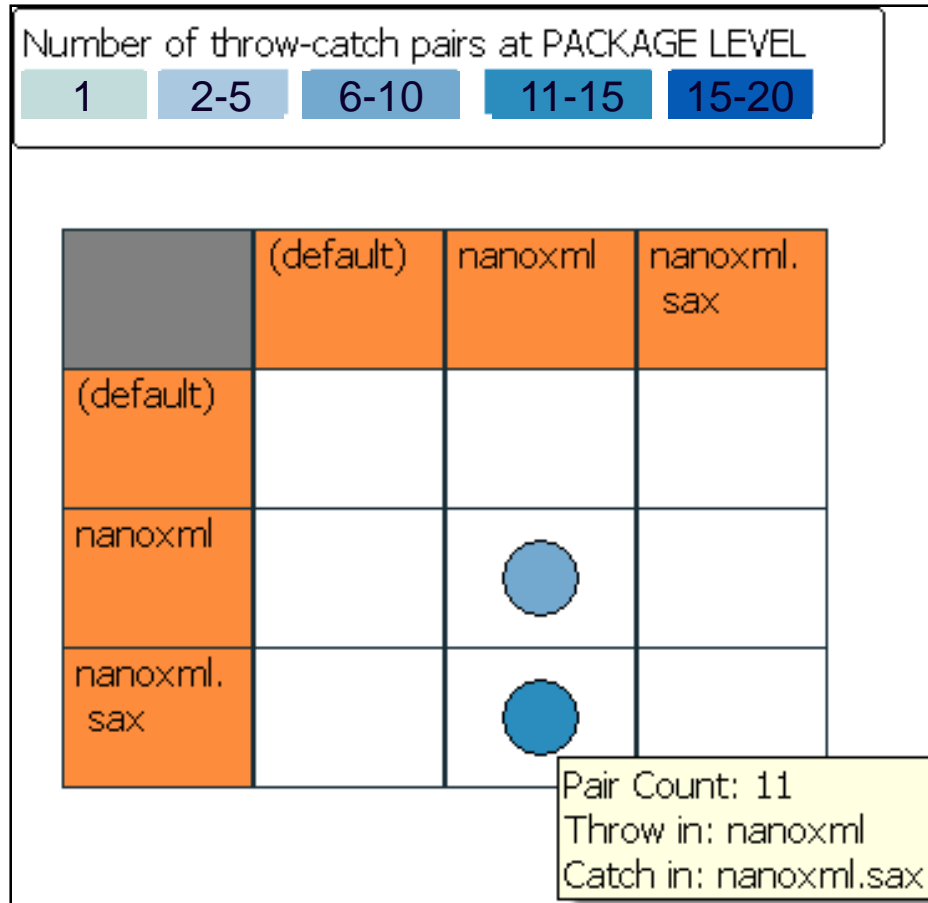 Number of throw-catch pairs at PACKAGE LEVEL
1 2-5 6-10 11-15 15-20
(default) nanoxml nanoxml.
sax
(default)
nanoxml
nanoxml.
sax
Pair Count: 11
Throw in: nanoxml
Catch in: nanoxml.sax